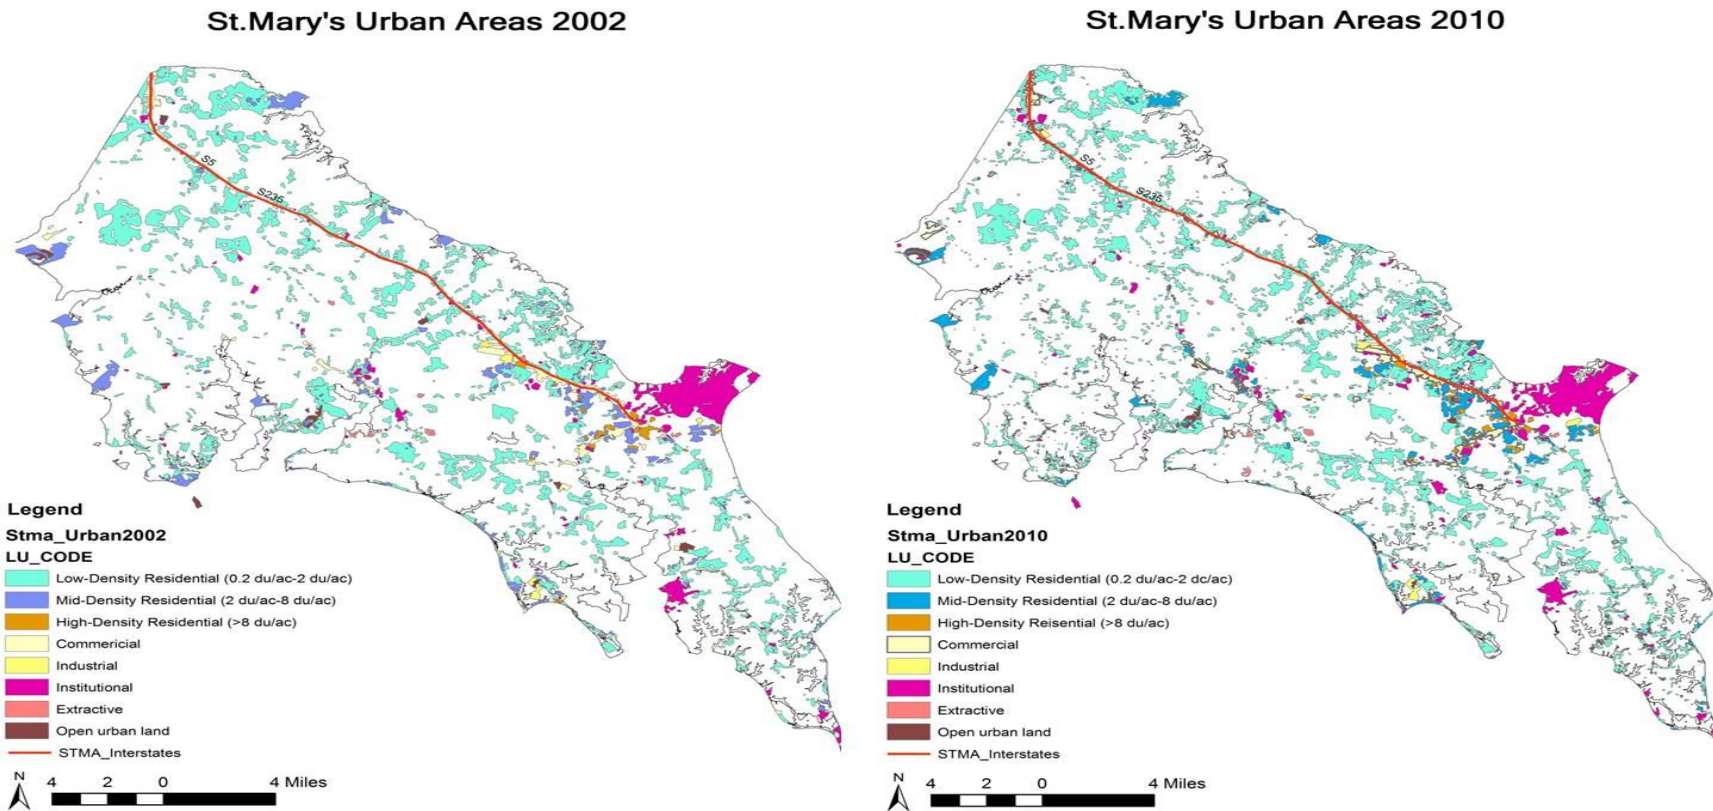 St.Mary's Urban Areas 2002
S5
S235
Legend
Stma_Urban2002
LU_CODE
Low-Density Residential (0.2 du/ac-2 du/ac)
Mid-Density Residential (2 du/ac-8 du/ac)
High-Density Residential (>8 du/ac)
Commericial
Industrial
Institutional
Extractive
Open urban land
STMA_Interstates
N
4 2 0 4 Miles
St.Mary's Urban Areas 2010
S5
S235
Legend
Stma_Urban2010
LU_CODE
Low-Density Residential (0.2 du/ac-2 dc/ac)
Mid-Density Residential (2 du/ac-8 du/ac)
High-Density Reisential (>8 du/ac)
Commercial
Industrial
Institutional
Extractive
Open urban land
STMA_Interstates
N
4 2 0 4 Miles